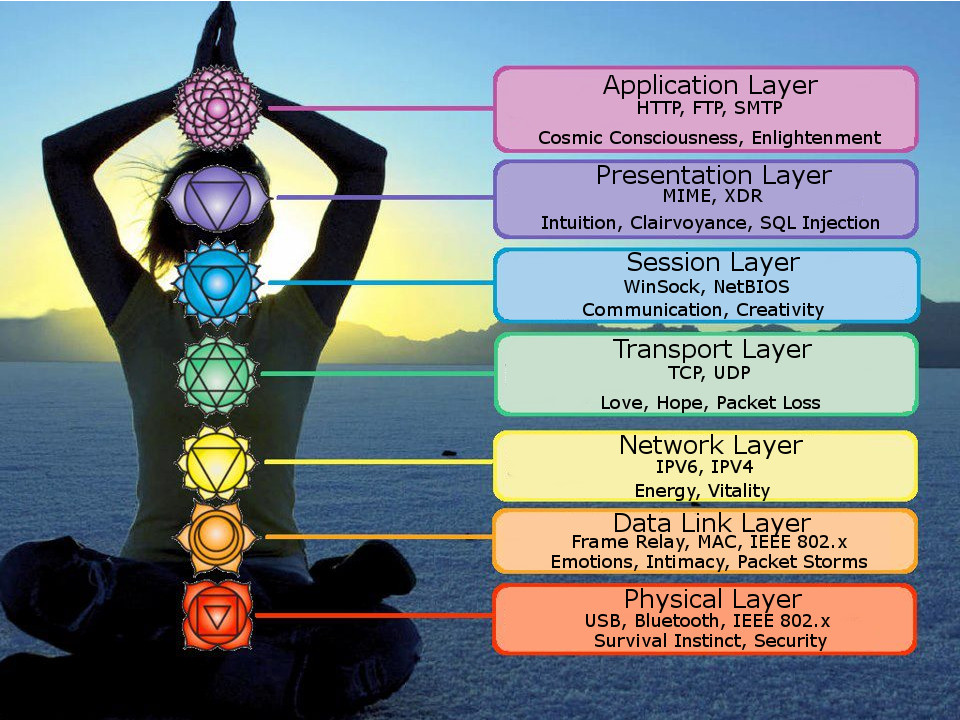 Application Layer
HTTP, FTP, SMTP
Cosmic Consciousness, Enlightenment
Presentation Layer
MIME, XDR
Intuition, Clairvoyance, SQL Injection
Session Layer
WinSock, NetBIOS
Communication, Creativity
Transport Layer
TCP, UDP
Love, Hope, Packet Loss
Network Layer
IPV6, IPV4
Energy, Vitality
Data Link Layer
Frame Relay, MAC, IEEE 802.x
Emotions, Intimacy, Packet Storms
Physical Layer
USB, Bluetooth, IEEE 802.x
Survival Instinct, Security